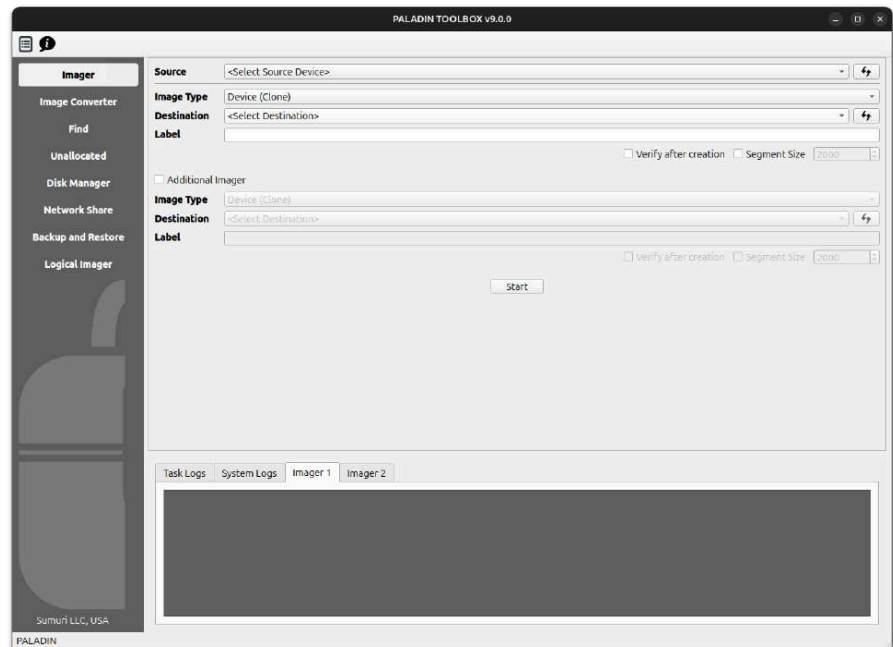 PALADIN TOOLBOX v9.0.0
Imager
Image Converter
Find
Unallocated
Disk Manager
Network Share
Backup and Restore
Logical Imager
Sumuri LLC, USA
PALADIN
Source <Select Source Device>
Image Type Device (Clone)
Destination <Select Destination>
Label
Verify after creation Segment Size 2000
Additional Imager
Image Type Device (Clone)
Destination <Select Destination>
Label
Verify after creation Segment Size 2000
Start
Task Logs System Logs Imager 1 Imager 2